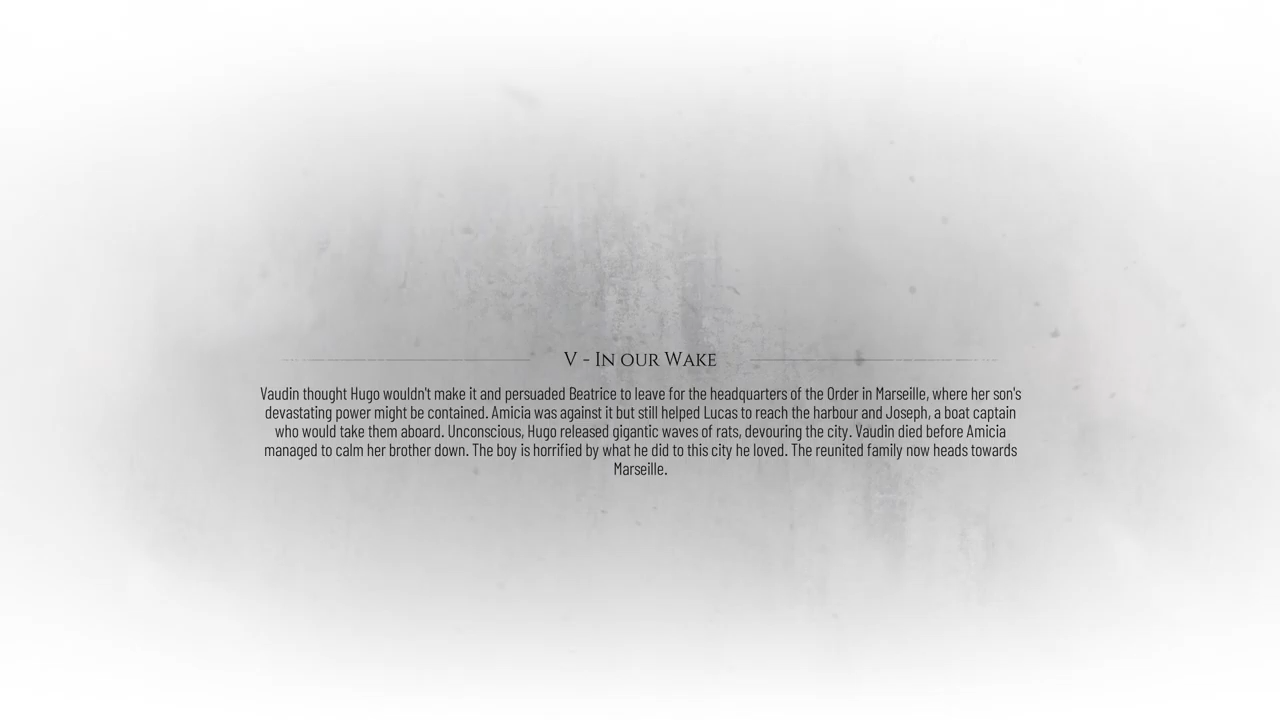 V - In our Wake
Vaudin thought Hugo wouldn't make it and persuaded Beatrice to leave for the headquarters of the Order in Marseille, where her son's
devastating power might be contained. Amicia was against it but still helped Lucas to reach the harbour and Joseph, a boat captain
who would take them aboard. Unconscious, Hugo released gigantic waves of rats, devouring the city. Vaudin died before Amicia
managed to calm her brother down. The boy is horrified by what he did to this city he loved. The reunited family now heads towards
Marseille.